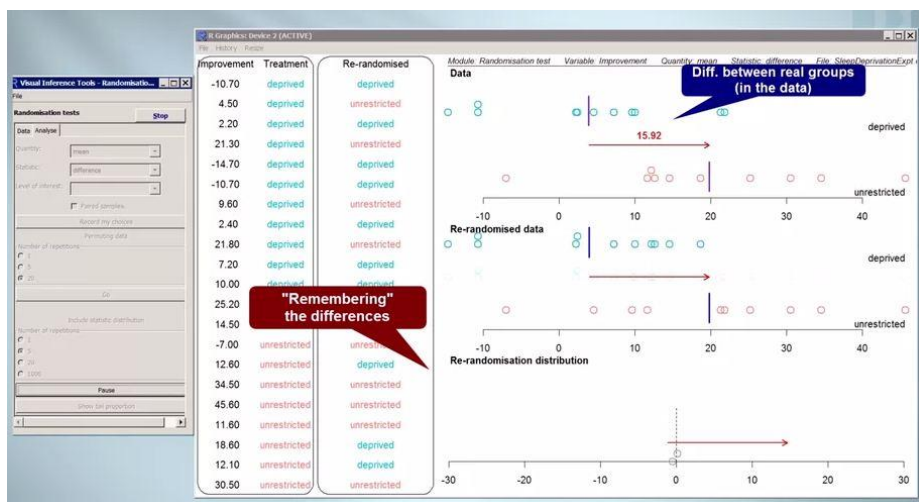 R Graphics: Device 2 (ACTIVE)
File History Resize
Improvement Treatment Re-randomised
-10.70 deprived deprived
4.50 deprived unrestricted
2.20 deprived deprived
21.30 deprived unrestricted
-14.70 deprived deprived
-10.70 deprived deprived
9.60 deprived unrestricted
2.40 deprived deprived
21.80 deprived unrestricted
7.20 deprived deprived
10.00 deprived deprived
25.20
14.50
-7.00 unrestricted
12.60 unrestricted deprived
34.50 unrestricted unrestricted
45.60 unrestricted unrestricted
11.60 unrestricted unrestricted
18.60 unrestricted deprived
12.10 unrestricted deprived
30.50 unrestricted unrestricted
"Remembering"
the differences
Module Randomisation test Variable Improvement Quantity: mean Statistic difference File SleepDeprivationExpt
Data
Diff. between real groups
(in the data)
deprived
15.92
unrestricted
-10 0 10 20 30 40
Re-randomised data
deprived
unrestricted
-10 0 10 20 30 40
Re-randomisation distribution
-30 -20 -10 0 10 20 30
Visual Inference Tools - Randomisatio...
File
Randomisation tests
Stop
Data Analyse
Quantity: mean
Statistic: difference
Level of interest:
Paired samples
Record my choices
Permuting data
Number of repetitions
1
5
20
Go
Include statistic distribution
Number of repetitions
1
5
20
1000
Pause
Show tail proportion